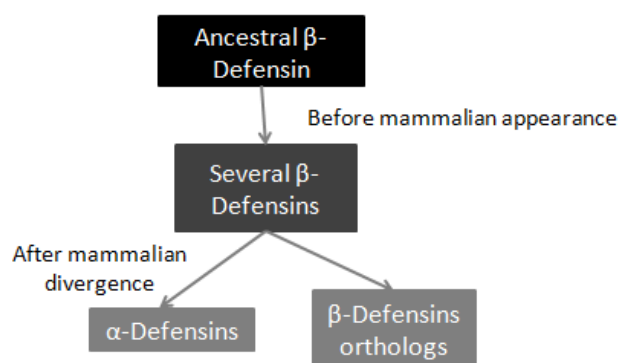 Ancestral β-
Defensin
Before mammalian appearance
Several β-
Defensins
After mammalian
divergence
α-Defensins
β-Defensins
orthologs